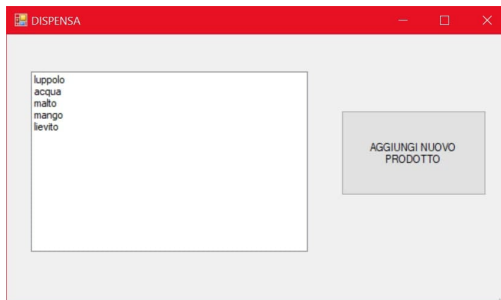 DISPENSA
luppolo
acqua
malto
mango
lievito
AGGIUNGI NUOVO
PRODOTTO